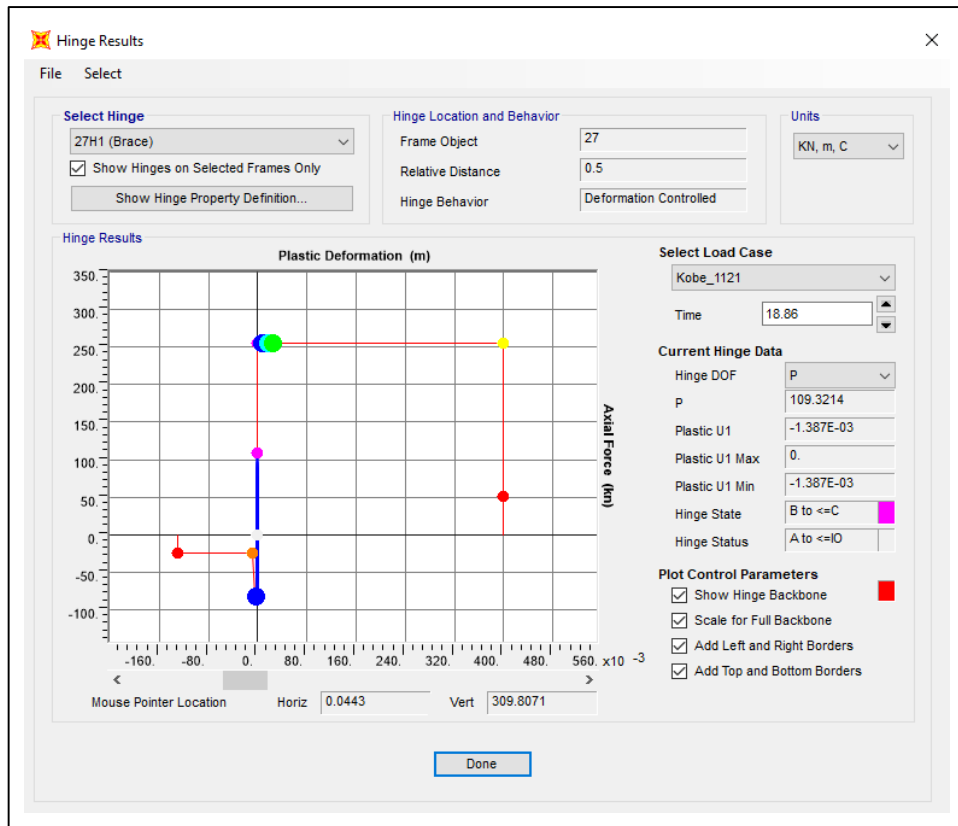 Hinge Results
File Select
Select Hinge
27H1 (Brace)
Show Hinges on Selected Frames Only
Show Hinge Property Definition...
Hinge Location and Behavior
Frame Object 27
Relative Distance 0.5
Hinge Behavior Deformation Controlled
Units
KN, m, C
Hinge Results
Plastic Deformation (m)
350.
300.
250.
200.
150.
100.
50.
0.
-50.
-100.
-160. -80. 0. 80. 160. 240. 320. 400. 480. 560. x10 -3
Axial Force (kn)
Mouse Pointer Location Horiz 0.0443 Vert 309.8071
Select Load Case
Kobe_1121
Time 18.86
Current Hinge Data
Hinge DOF P
P 109.3214
Plastic U1 -1.387E-03
Plastic U1 Max 0.
Plastic U1 Min -1.387E-03
Hinge State B to <=C
Hinge Status A to <=IO
Plot Control Parameters
Show Hinge Backbone
Scale for Full Backbone
Add Left and Right Borders
Add Top and Bottom Borders
Done